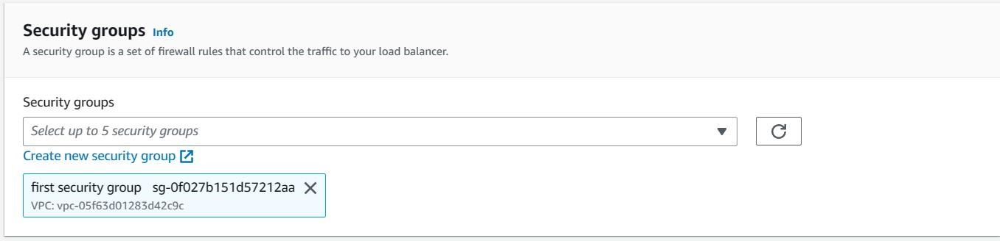 Security groups Info
A security group is a set of firewall rules that control the traffic to your load balancer.
Security groups
Select up to 5 security groups
Create new security group
first security group sg-0f027b151d57212aa
VPC: vpc-05f63d01283d42c9c